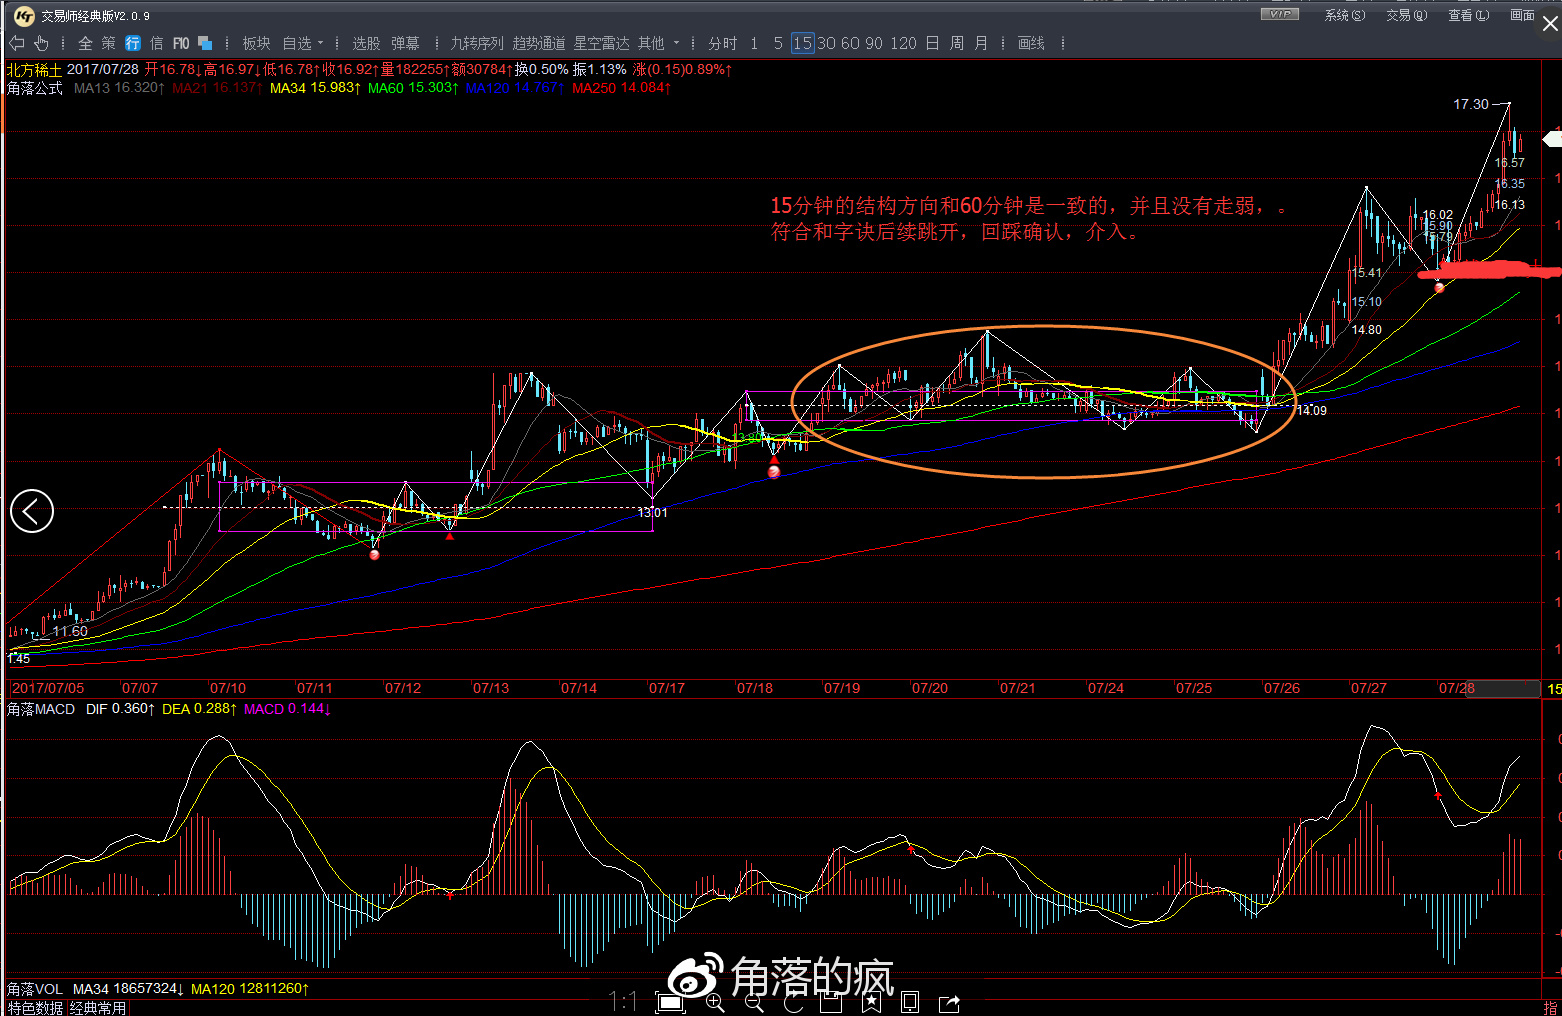 交易师经典版V2.0.9 VIP 系统(S) 交易(Q) 查看(L) 画面
全 策 行 信 F10 板块 自选 选股 弹幕 九转序列 趋势通道 星空雷达 其他 分时 1 5 15 30 60 90 120 日 周 月 画线
北方稀土 2017/07/28 开16.78↓高16.97↓低16.78↑收16.92↑量182255↑额30784↑换0.50% 振1.13% 涨(0.15)0.89%↑
角落公式 MA13 16.320↑ MA21 16.137↑ MA34 15.983↑ MA60 15.303↑ MA120 14.767↑ MA250 14.084↑
17.30
16.57
16.35
16.13
15分钟的结构方向和60分钟是一致的，并且没有走弱，。
符合和字诀后续跳开，回踩确认，介入。
16.02
15.90
15.79
15.41
15.10
14.80
14.09
13.01
11.60
1.45
2017/07/05 07/07 07/10 07/11 07/12 07/13 07/14 07/17 07/18 07/19 07/20 07/21 07/24 07/25 07/26 07/27 07/28 15
角落MACD DIF 0.360↑ DEA 0.288↑ MACD 0.144↓
角落的疯
角落VOL MA34 18657324↓ MA120 12811260↑
1:1
特色数据 经典常用 指